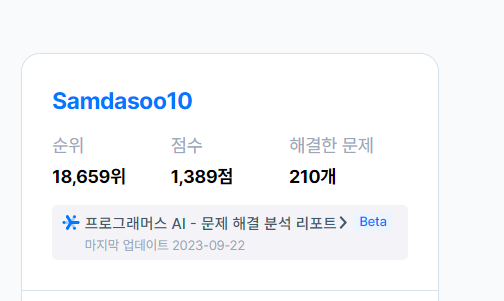 Samdasoo10
순위 점수 해결한 문제
18,659위 1,389점 210개
프로그래머스 AI - 문제 해결 분석 리포트 Beta
마지막 업데이트 2023-09-22